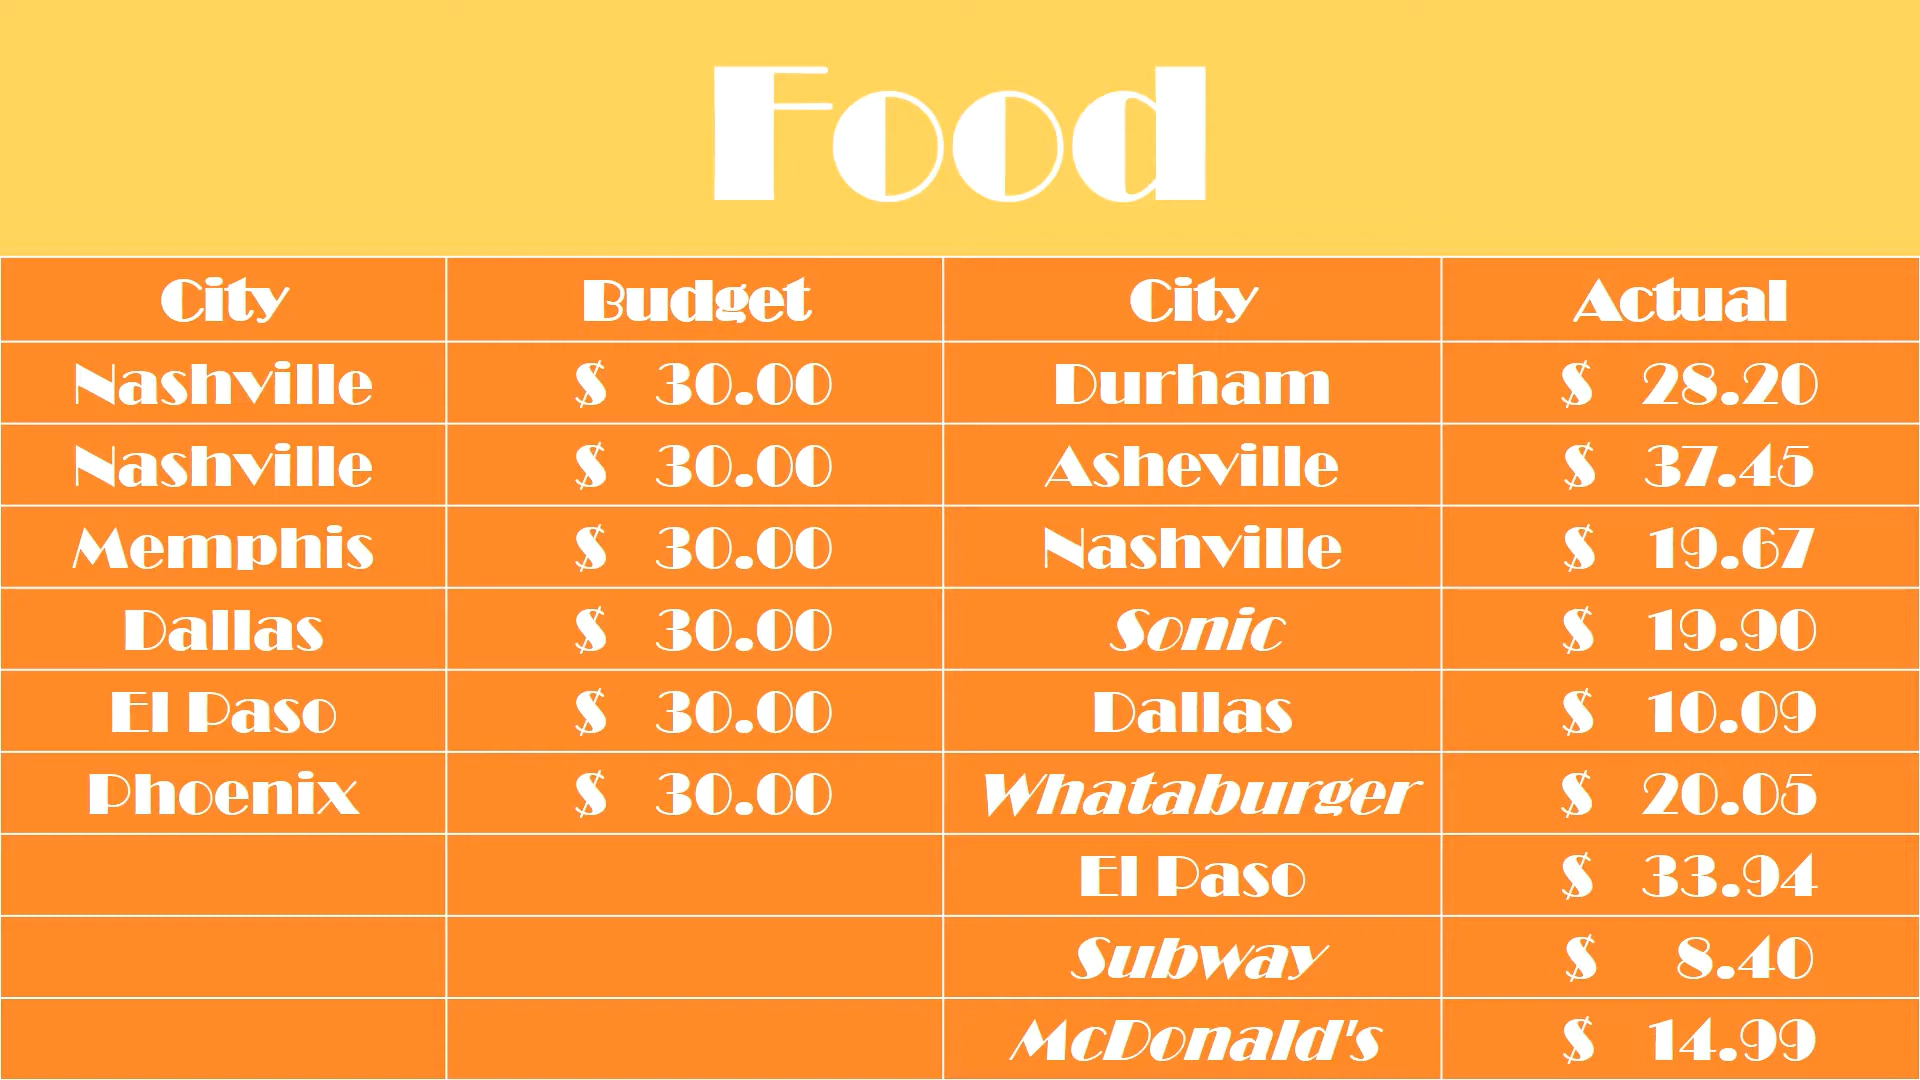 Food
City Budget City Actual
Nashville $ 30.00 Durham $ 28.20
Nashville $ 30.00 Asheville $ 37.45
Memphis $ 30.00 Nashville $ 19.67
Dallas $ 30.00 Sonic $ 19.90
El Paso $ 30.00 Dallas $ 10.09
Phoenix $ 30.00 Whataburger $ 20.05
El Paso $ 33.94
Subway $ 8.40
McDonald's $ 14.99